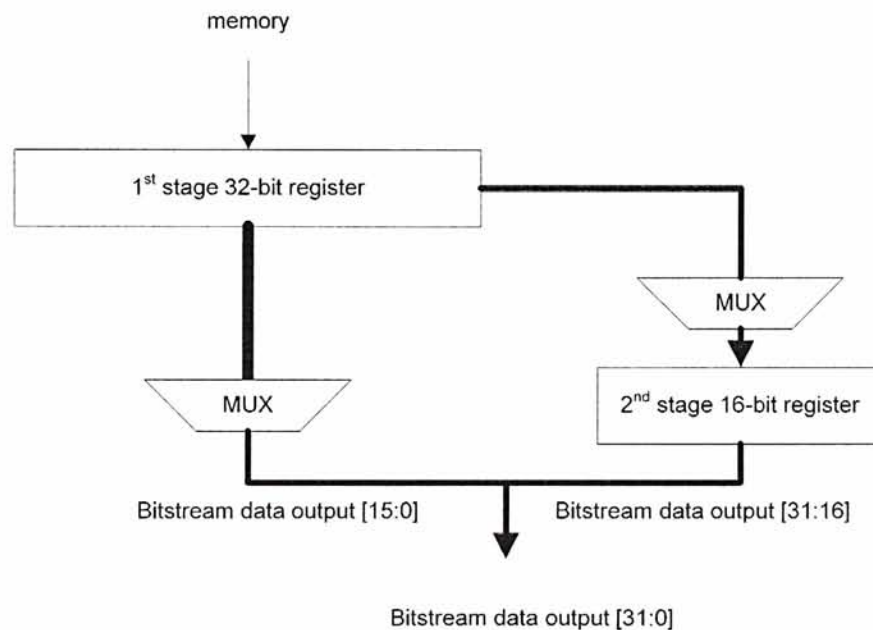 memory
1st stage 32-bit register
MUX
MUX
2nd stage 16-bit register
Bitstream data output [15:0]
Bitstream data output [31:16]
Bitstream data output [31:0]